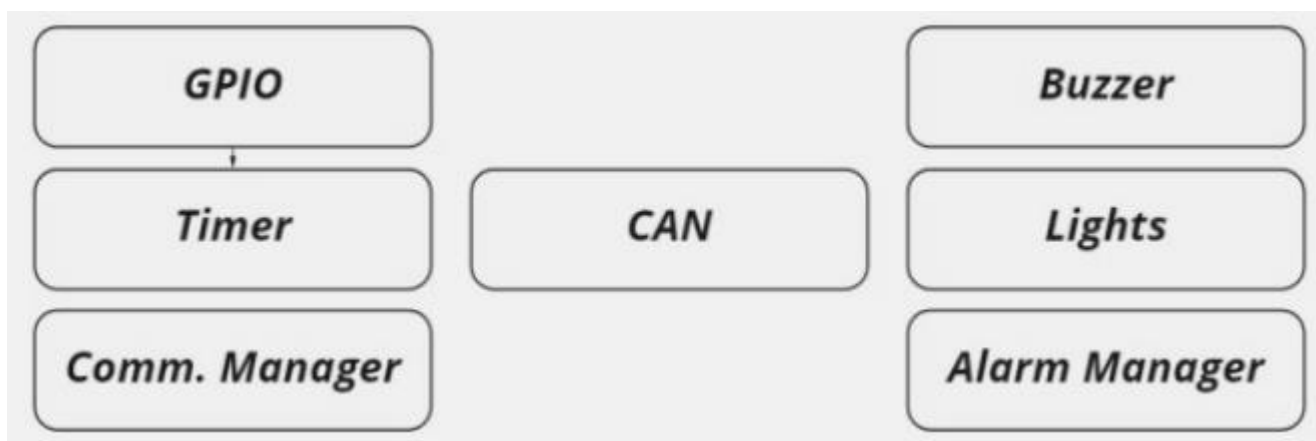 GPIO
Buzzer
Timer
CAN
Lights
Comm. Manager
Alarm Manager